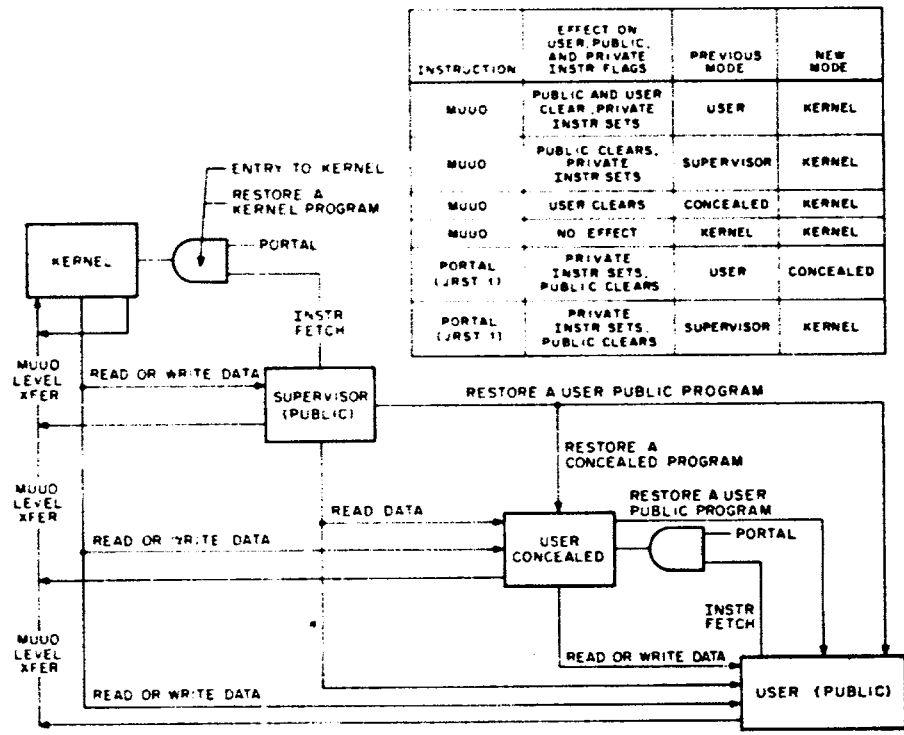 INSTRUCTION
EFFECT ON
USER, PUBLIC,
AND PRIVATE
INSTR FLAGS
PREVIOUS
MODE
NEW
MODE
MUUO
PUBLIC AND USER
CLEAR, PRIVATE
INSTR SETS
USER
KERNEL
MUUO
PUBLIC CLEARS,
PRIVATE
INSTR SETS
SUPERVISOR
KERNEL
MUUO
USER CLEARS
CONCEALED
KERNEL
MUUO
NO EFFECT
KERNEL
KERNEL
PORTAL
(JRST 1)
PRIVATE
INSTR SETS,
PUBLIC CLEARS
USER
CONCEALED
PORTAL
(JRST 1)
PRIVATE
INSTR SETS,
PUBLIC CLEARS
SUPERVISOR
KERNEL
ENTRY TO KERNEL
RESTORE A
KERNEL PROGRAM
PORTAL
KERNEL
INSTR
FETCH
MUUO
LEVEL
XFER
READ OR WRITE DATA
SUPERVISOR
(PUBLIC)
RESTORE A USER PUBLIC PROGRAM
RESTORE A
CONCEALED PROGRAM
MUUO
LEVEL
XFER
READ DATA
RESTORE A USER
PUBLIC PROGRAM
READ OR WRITE DATA
USER
CONCEALED
PORTAL
INSTR
FETCH
MUUO
LEVEL
XFER
READ OR WRITE DATA
READ OR WRITE DATA
USER (PUBLIC)